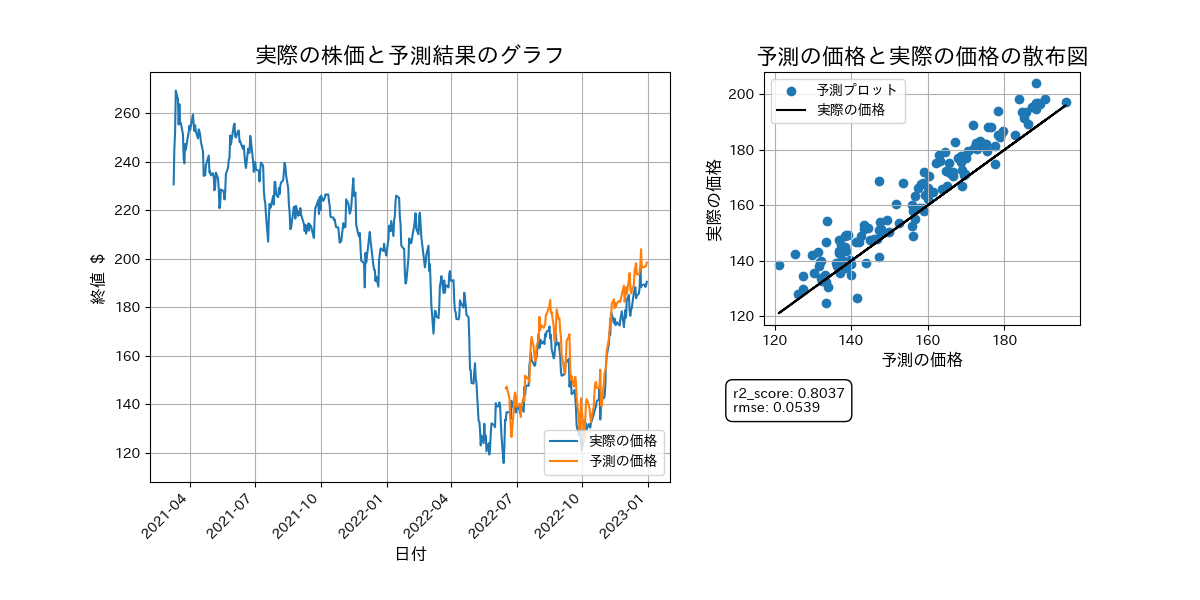 実際の株価と予測結果のグラフ
終値 $
260
240
220
200
180
160
140
120
2021-04
2021-07
2021-10
2022-01
2022-04
2022-07
2022-10
2023-01
日付
実際の価格
予測の価格
予測の価格と実際の価格の散布図
予測プロット
実際の価格
実際の価格
200
180
160
140
120
120
140
160
180
予測の価格
r2_score: 0.8037
rmse: 0.0539